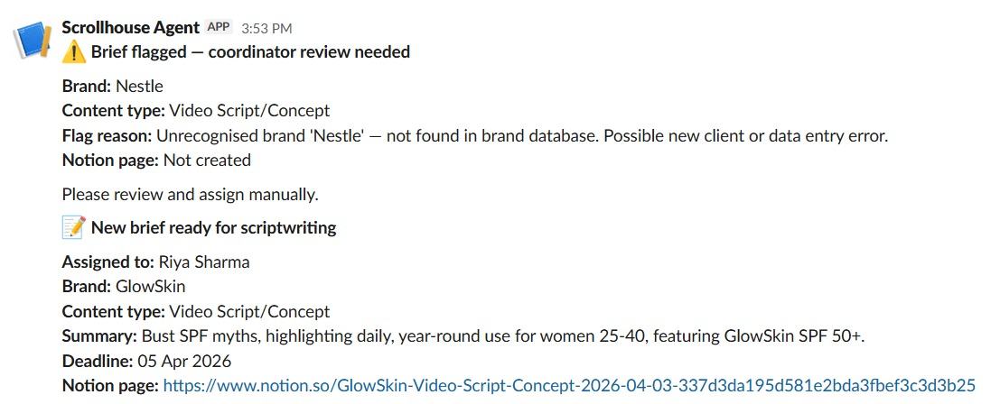 Scrollhouse Agent APP 3:53 PM
⚠️ Brief flagged — coordinator review needed
Brand: Nestle
Content type: Video Script/Concept
Flag reason: Unrecognised brand 'Nestle' — not found in brand database. Possible new client or data entry error.
Notion page: Not created
Please review and assign manually.
📝 New brief ready for scriptwriting
Assigned to: Riya Sharma
Brand: GlowSkin
Content type: Video Script/Concept
Summary: Bust SPF myths, highlighting daily, year-round use for women 25-40, featuring GlowSkin SPF 50+.
Deadline: 05 Apr 2026
Notion page: https://www.notion.so/GlowSkin-Video-Script-Concept-2026-04-03-337d3da195d581e2bda3fbef3c3d3b25